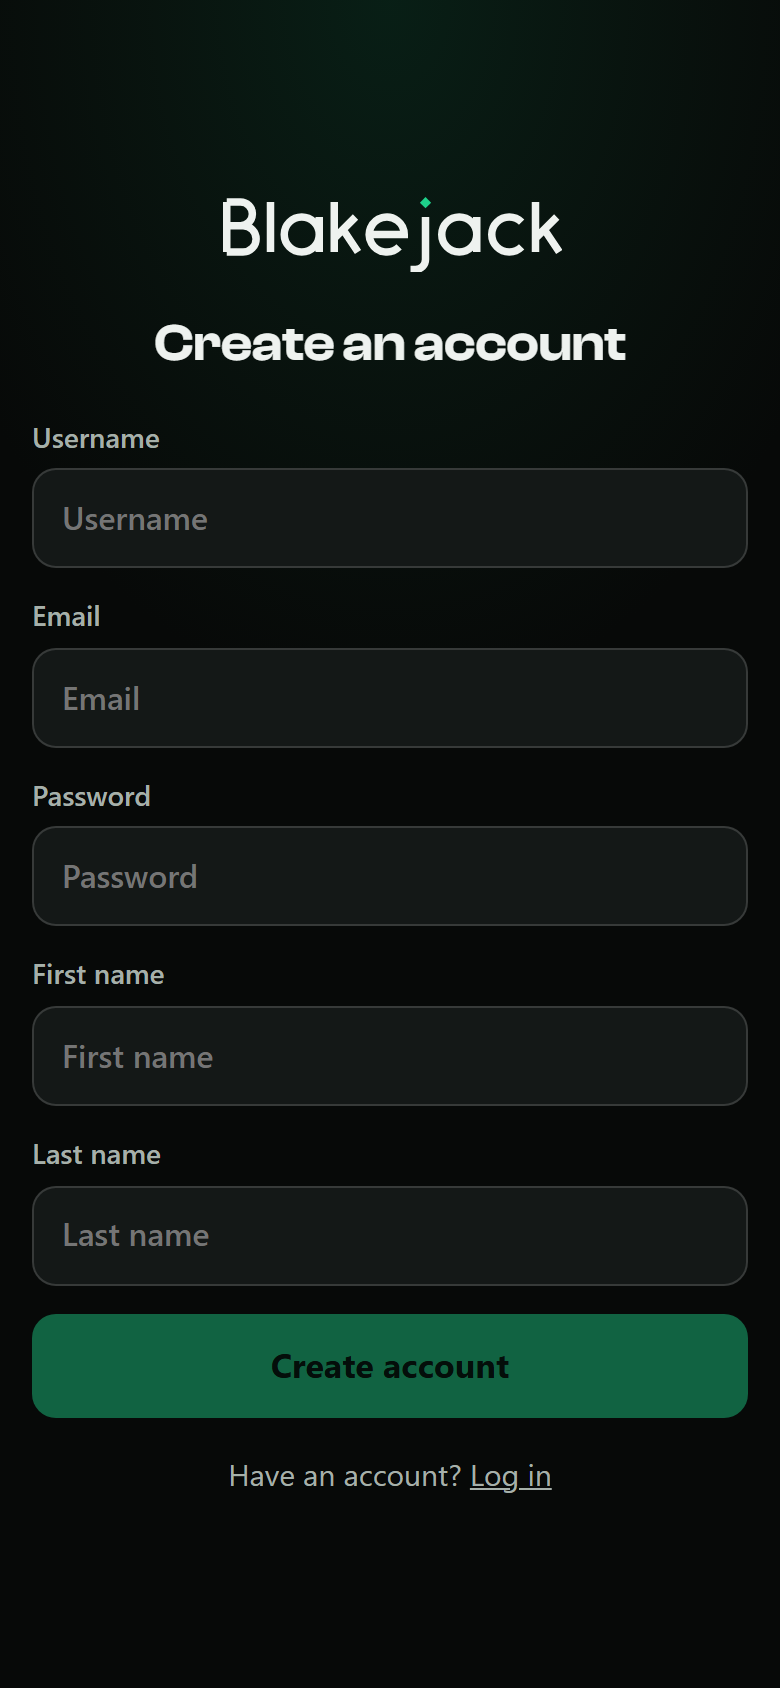 Blakejack
Create an account
Username
Username
Email
Email
Password
Password
First name
First name
Last name
Last name
Create account
Have an account? Log in